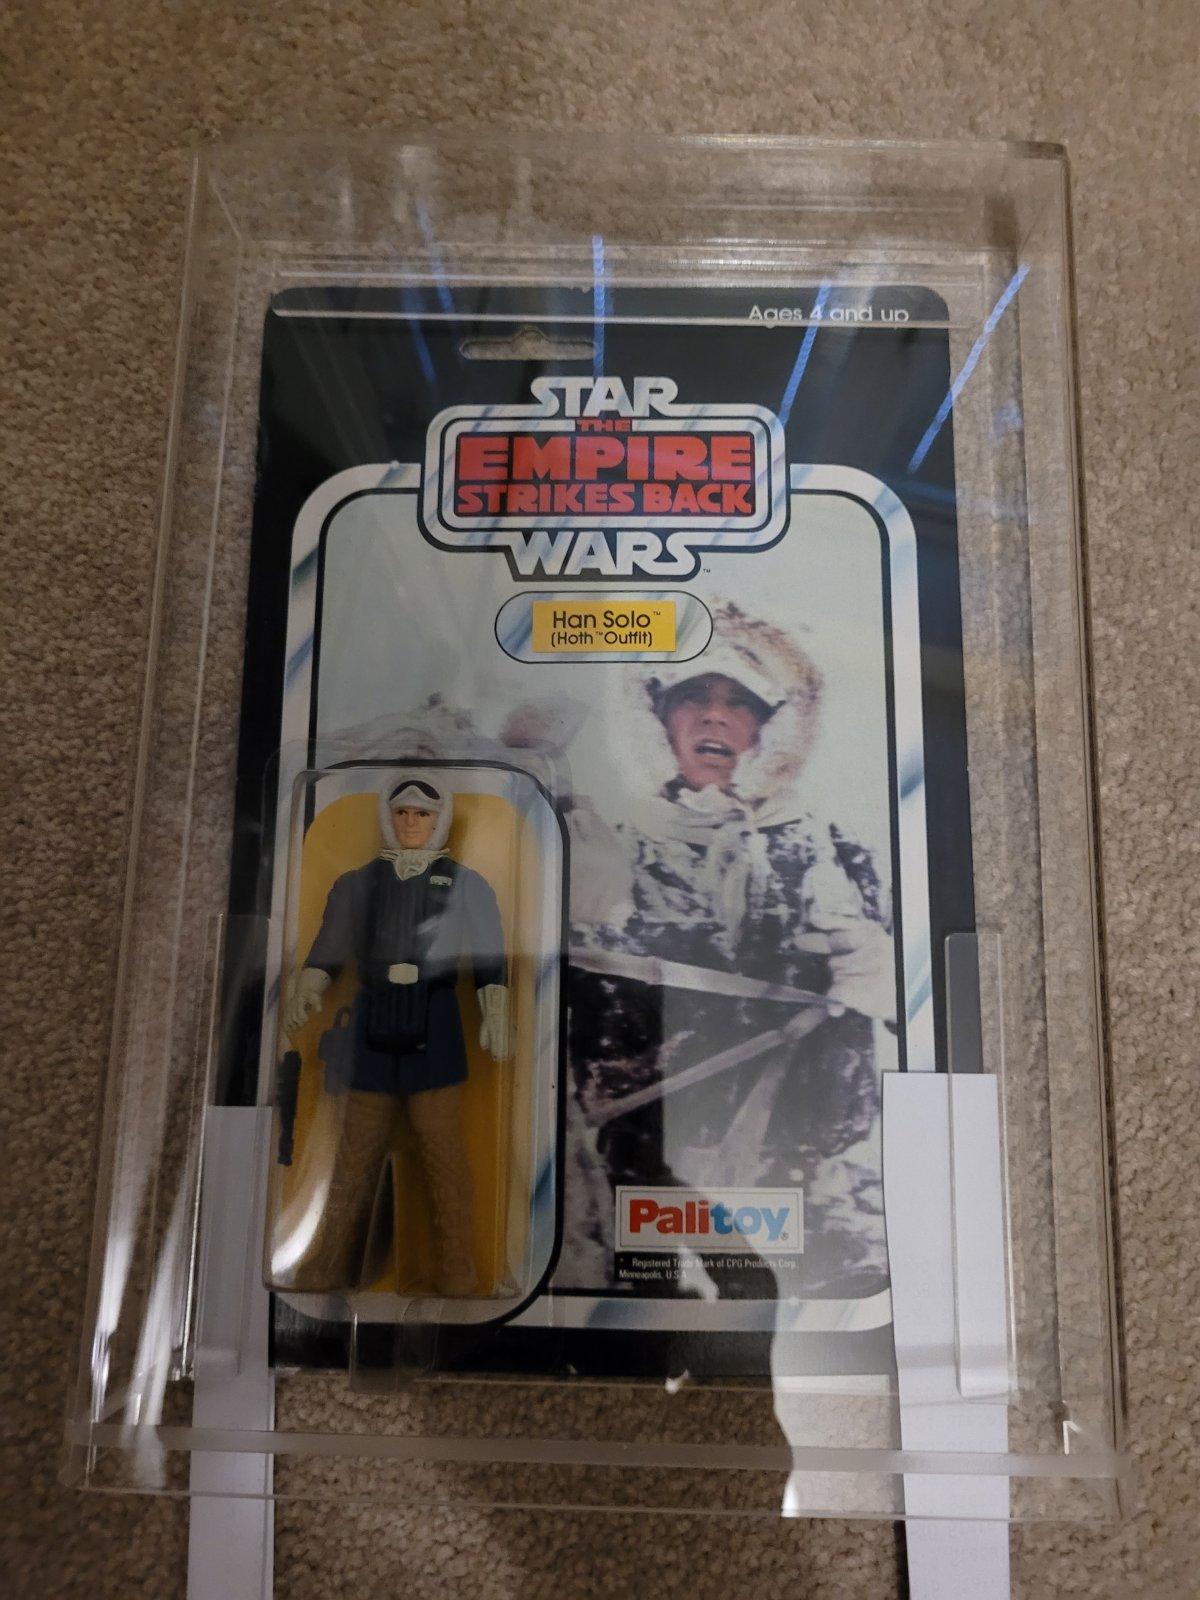 Ages 4 and up
STAR
THE
EMPIRE
STRIKES BACK
WARS™
Han Solo™
(Hoth™ Outfit)
Palitoy®
Registered Trade Mark of CPG Products Corp.
Minneapolis, U.S.A.